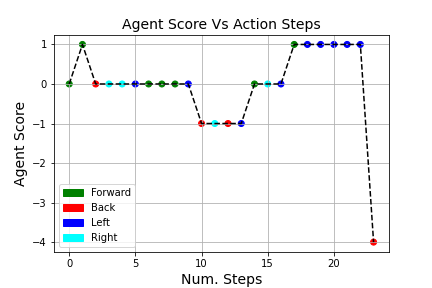 Agent Score Vs Action Steps
1
0
−1
−2
−3
−4
Agent Score
Forward
Back
Left
Right
0 5 10 15 20
Num. Steps